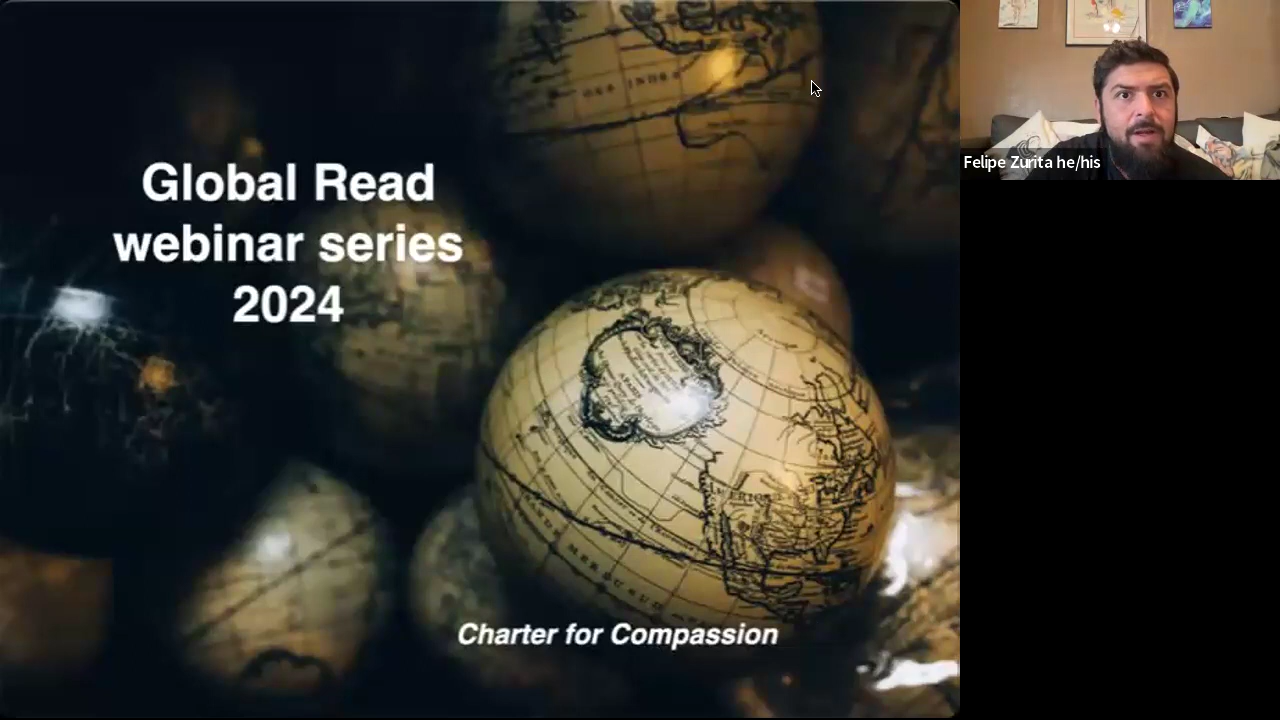 Global Read
webinar series
2024
Charter for Compassion
Felipe Zurita he/his